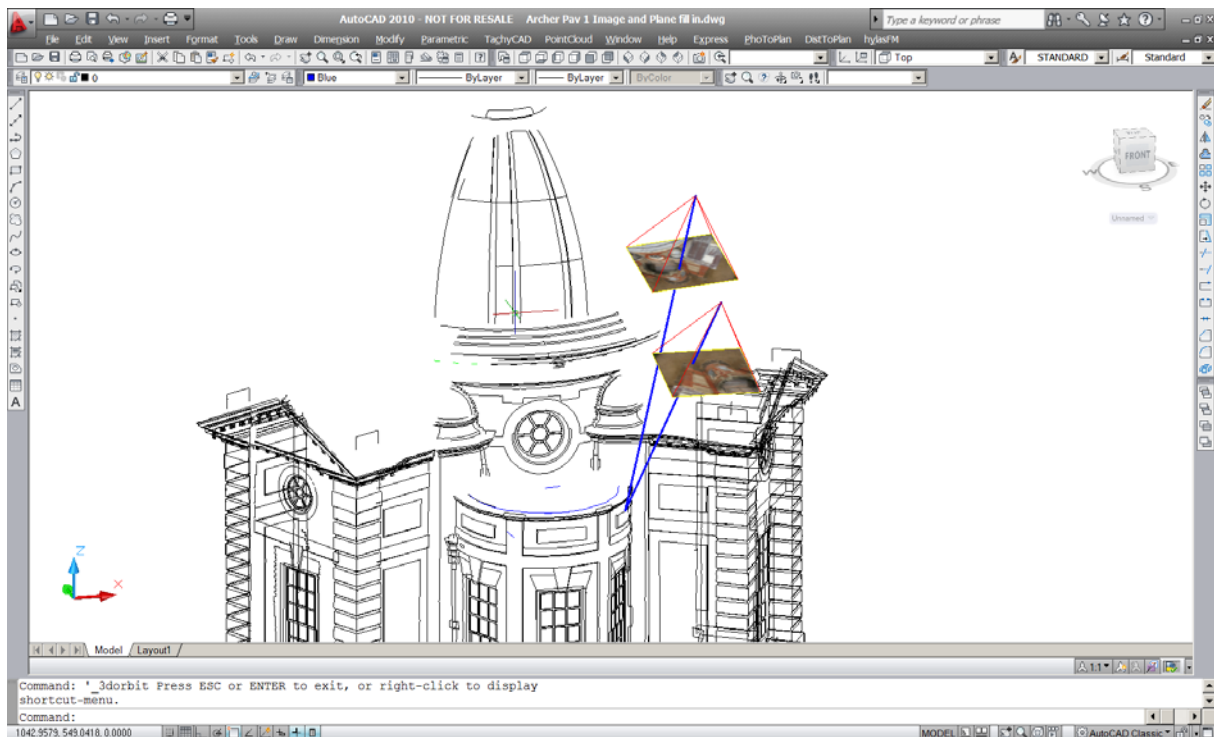 AutoCAD 2010 - NOT FOR RESALE Archer Pav 1 Image and Plane fill in.dwg
Type a keyword or phrase
File Edit View Insert Format Tools Draw Dimension Modify Parametric TachyCAD PointCloud Window Help Express PhoToPlan DistToPlan hylasFM
Top STANDARD Standard
0 Blue ByLayer ByLayer ByColor
FRONT
Unnamed
A
Z
X
Model Layout1
1:1
Command: '_3dorbit Press ESC or ENTER to exit, or right-click to display
shortcut-menu.
Command:
1042.9579, 549.0418, 0.0000 MODEL AutoCAD Classic